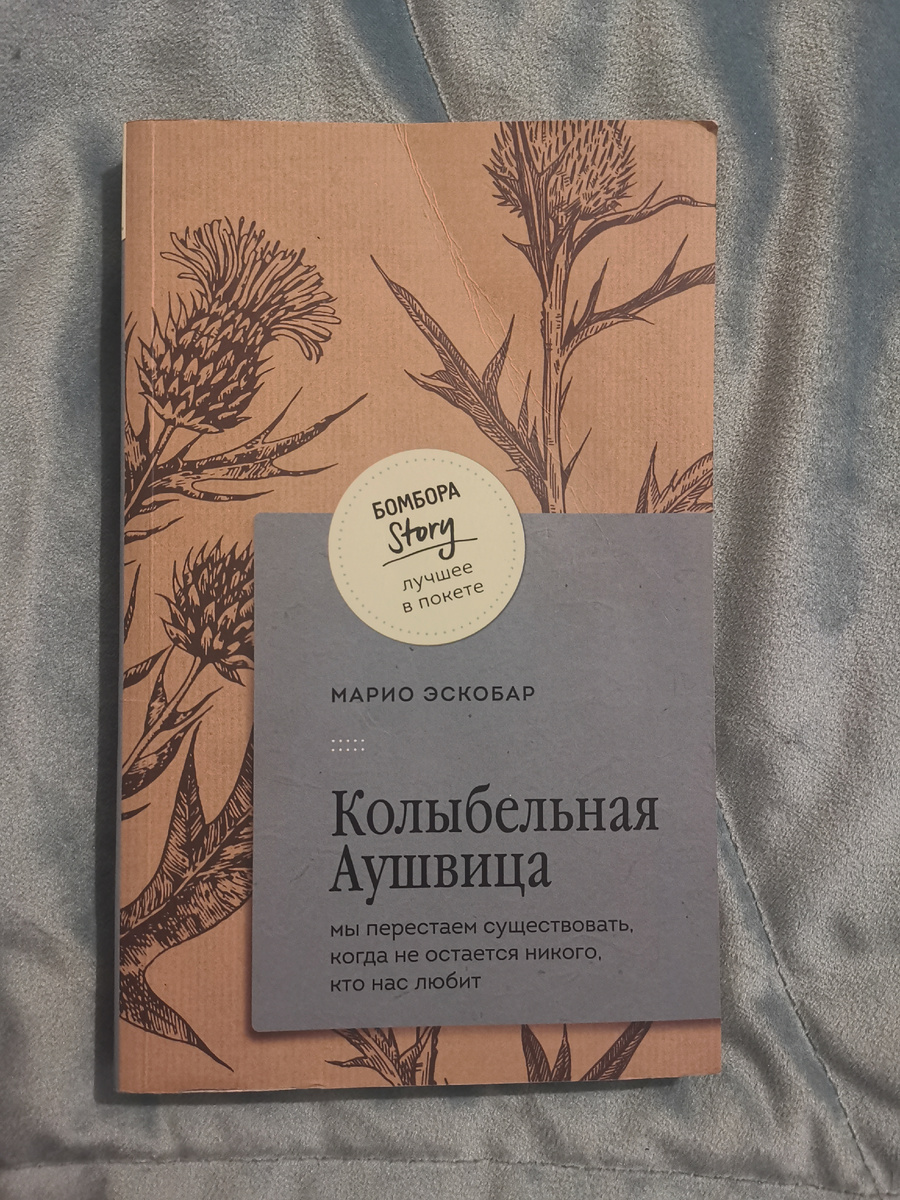 БОМБОРА
Story
лучшее
в покете
МАРИО ЭСКОБАР
Колыбельная
Аушвица
мы перестаем существовать,
когда не остается никого,
кто нас любит